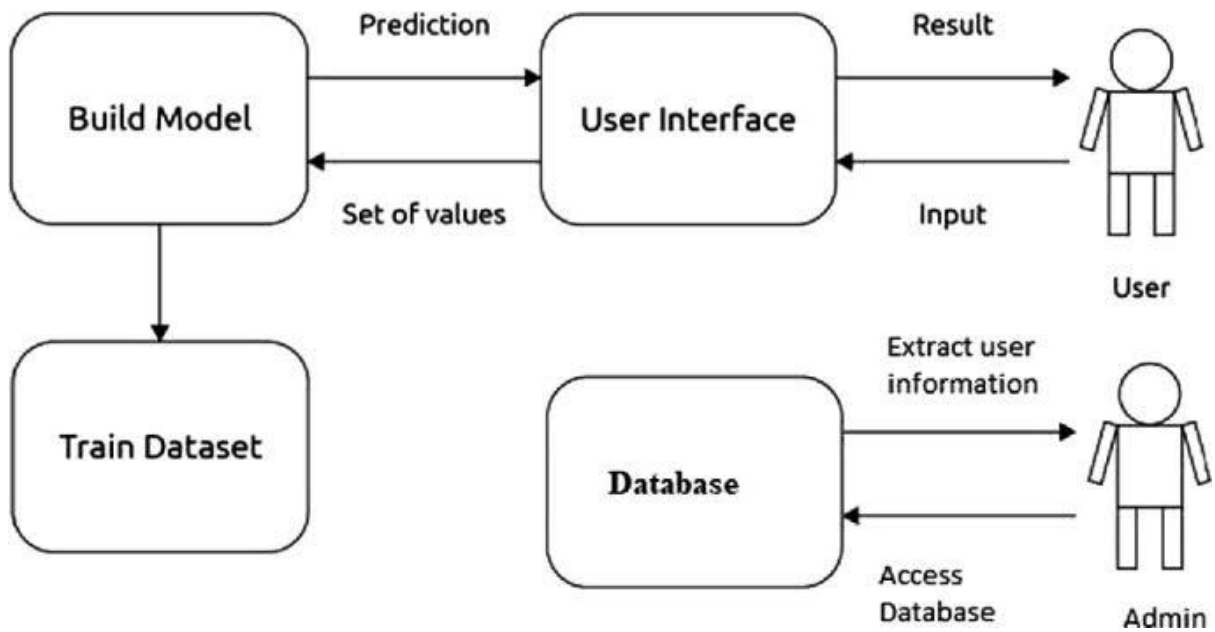 Prediction
Result
Build Model
User Interface
Set of values
Input
User
Extract user
information
Train Dataset
Database
Access
Database
Admin